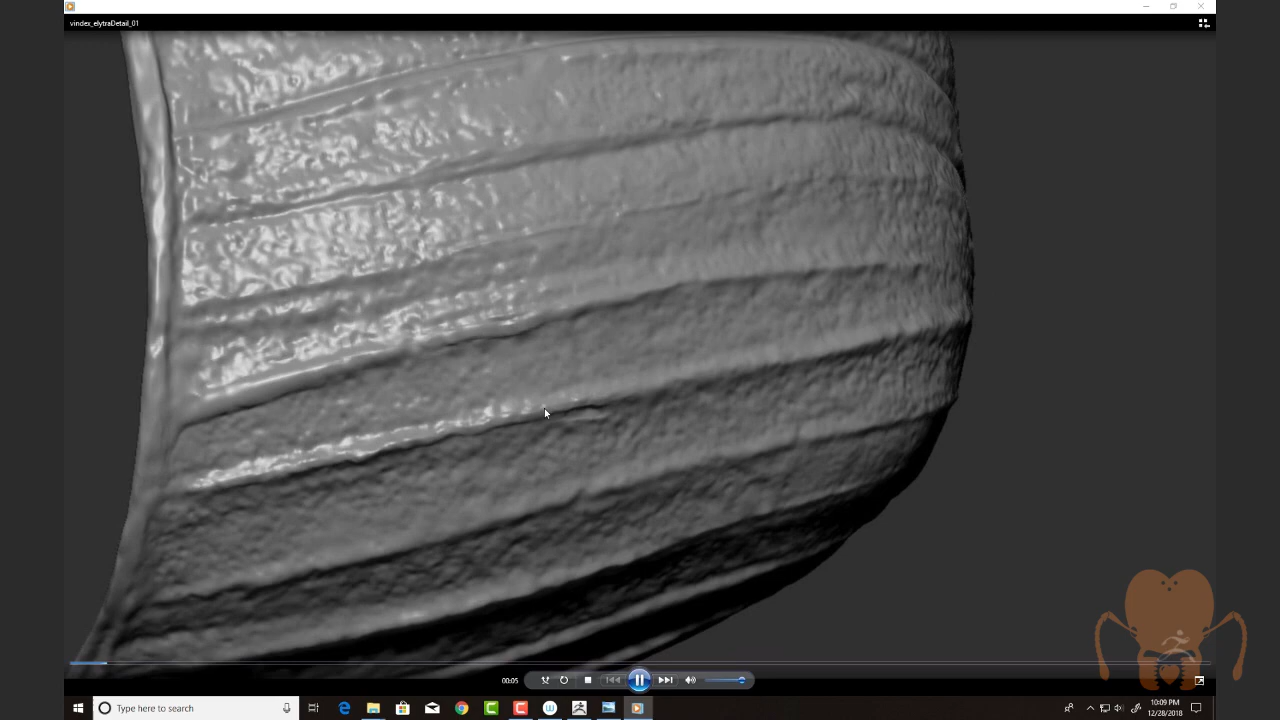 vindex_elytraDetail_01
00:05
Type here to search
10:09 PM
12/28/2018